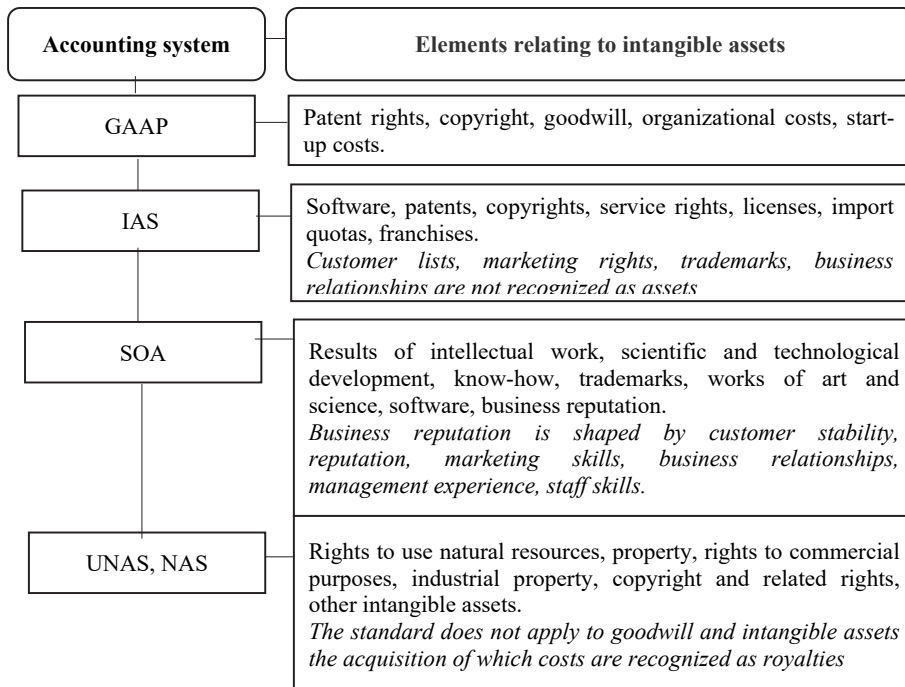 Accounting system
Elements relating to intangible assets
GAAP
Patent rights, copyright, goodwill, organizational costs, start-
up costs.
IAS
Software, patents, copyrights, service rights, licenses, import
quotas, franchises.
Customer lists, marketing rights, trademarks, business
relationships are not recognized as assets
SOA
Results of intellectual work, scientific and technological
development, know-how, trademarks, works of art and
science, software, business reputation.
Business reputation is shaped by customer stability,
reputation, marketing skills, business relationships,
management experience, staff skills.
UNAS, NAS
Rights to use natural resources, property, rights to commercial
purposes, industrial property, copyright and related rights,
other intangible assets.
The standard does not apply to goodwill and intangible assets
the acquisition of which costs are recognized as royalties